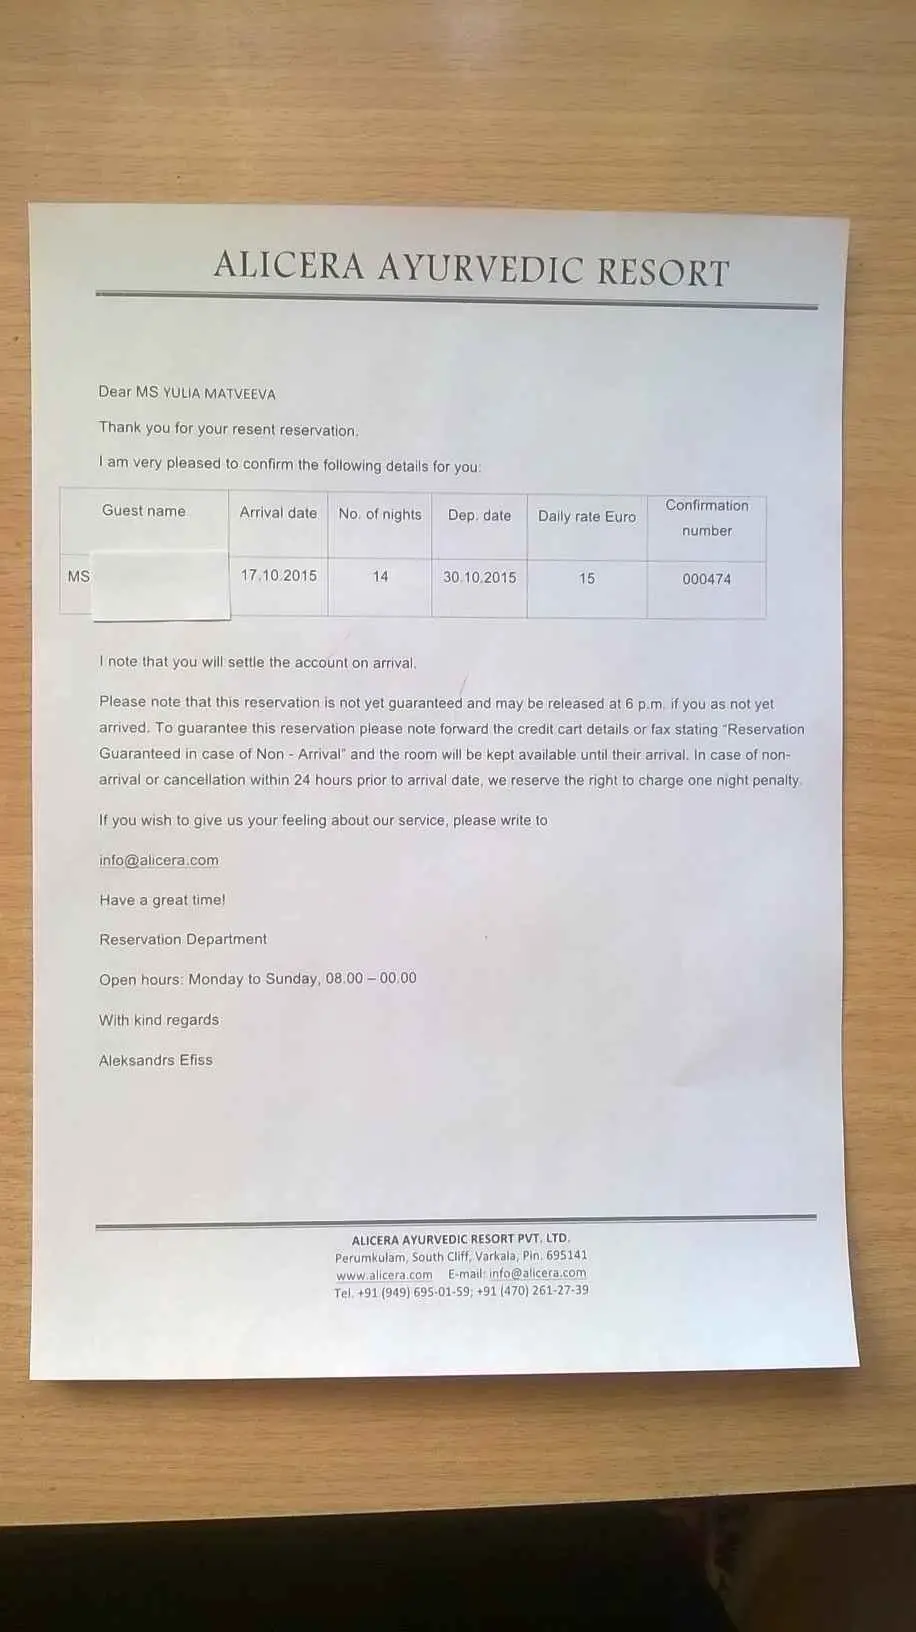 ALICERA AYURVEDIC RESORT
Dear MS YULIA MATVEEVA
Thank you for your resent reservation.
I am very pleased to confirm the following details for you:
Guest name Arrival date No. of nights Dep. date Daily rate Euro Confirmation number
MS 17.10.2015 14 30.10.2015 15 000474
I note that you will settle the account on arrival.
Please note that this reservation is not yet guaranteed and may be released at 6 p.m. if you as not yet
arrived. To guarantee this reservation please note forward the credit cart details or fax stating “Reservation
Guaranteed in case of Non - Arrival” and the room will be kept available until their arrival. In case of non-
arrival or cancellation within 24 hours prior to arrival date, we reserve the right to charge one night penalty.
If you wish to give us your feeling about our service, please write to
info@alicera.com
Have a great time!
Reservation Department
Open hours: Monday to Sunday, 08.00 – 00.00
With kind regards
Aleksandrs Efiss
ALICERA AYURVEDIC RESORT PVT. LTD.
Perumkulam, South Cliff, Varkala, Pin. 695141
www.alicera.com E-mail: info@alicera.com
Tel. +91 (949) 695-01-59; +91 (470) 261-27-39